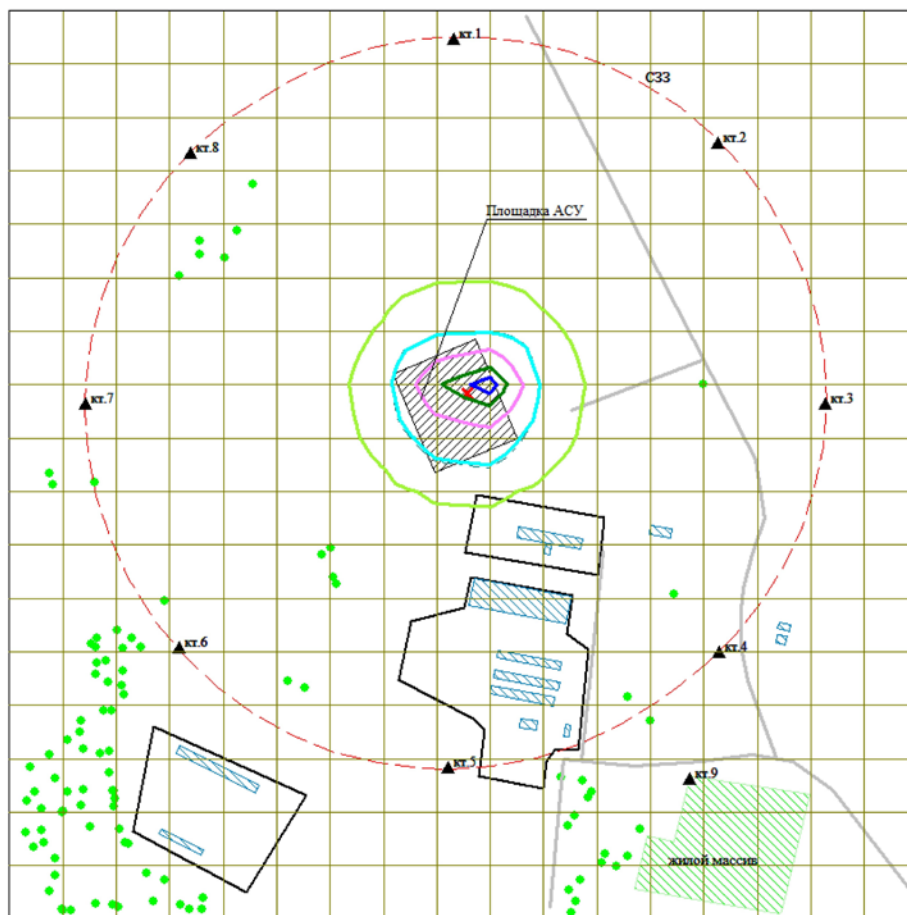 кт.1
СЗЗ
кт.2
кт.8
Площадка АСУ
кт.7
кт.3
кт.6
кт.4
кт.5
кт.9
жилой массив